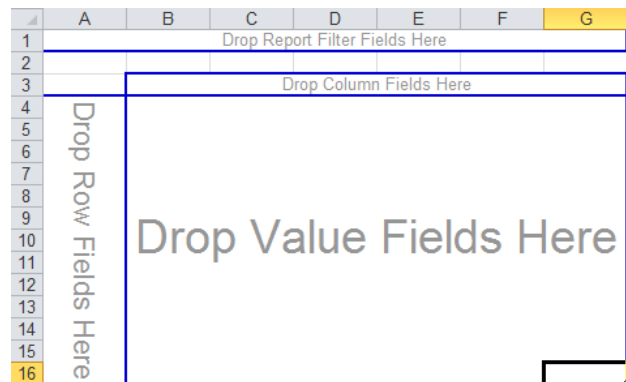 A B C D E F G
1 Drop Report Filter Fields Here
2
3 Drop Column Fields Here
4
5
6
7
8
9
10
11
12
13
14
15
16
Drop Row Fields Here
Drop Value Fields Here